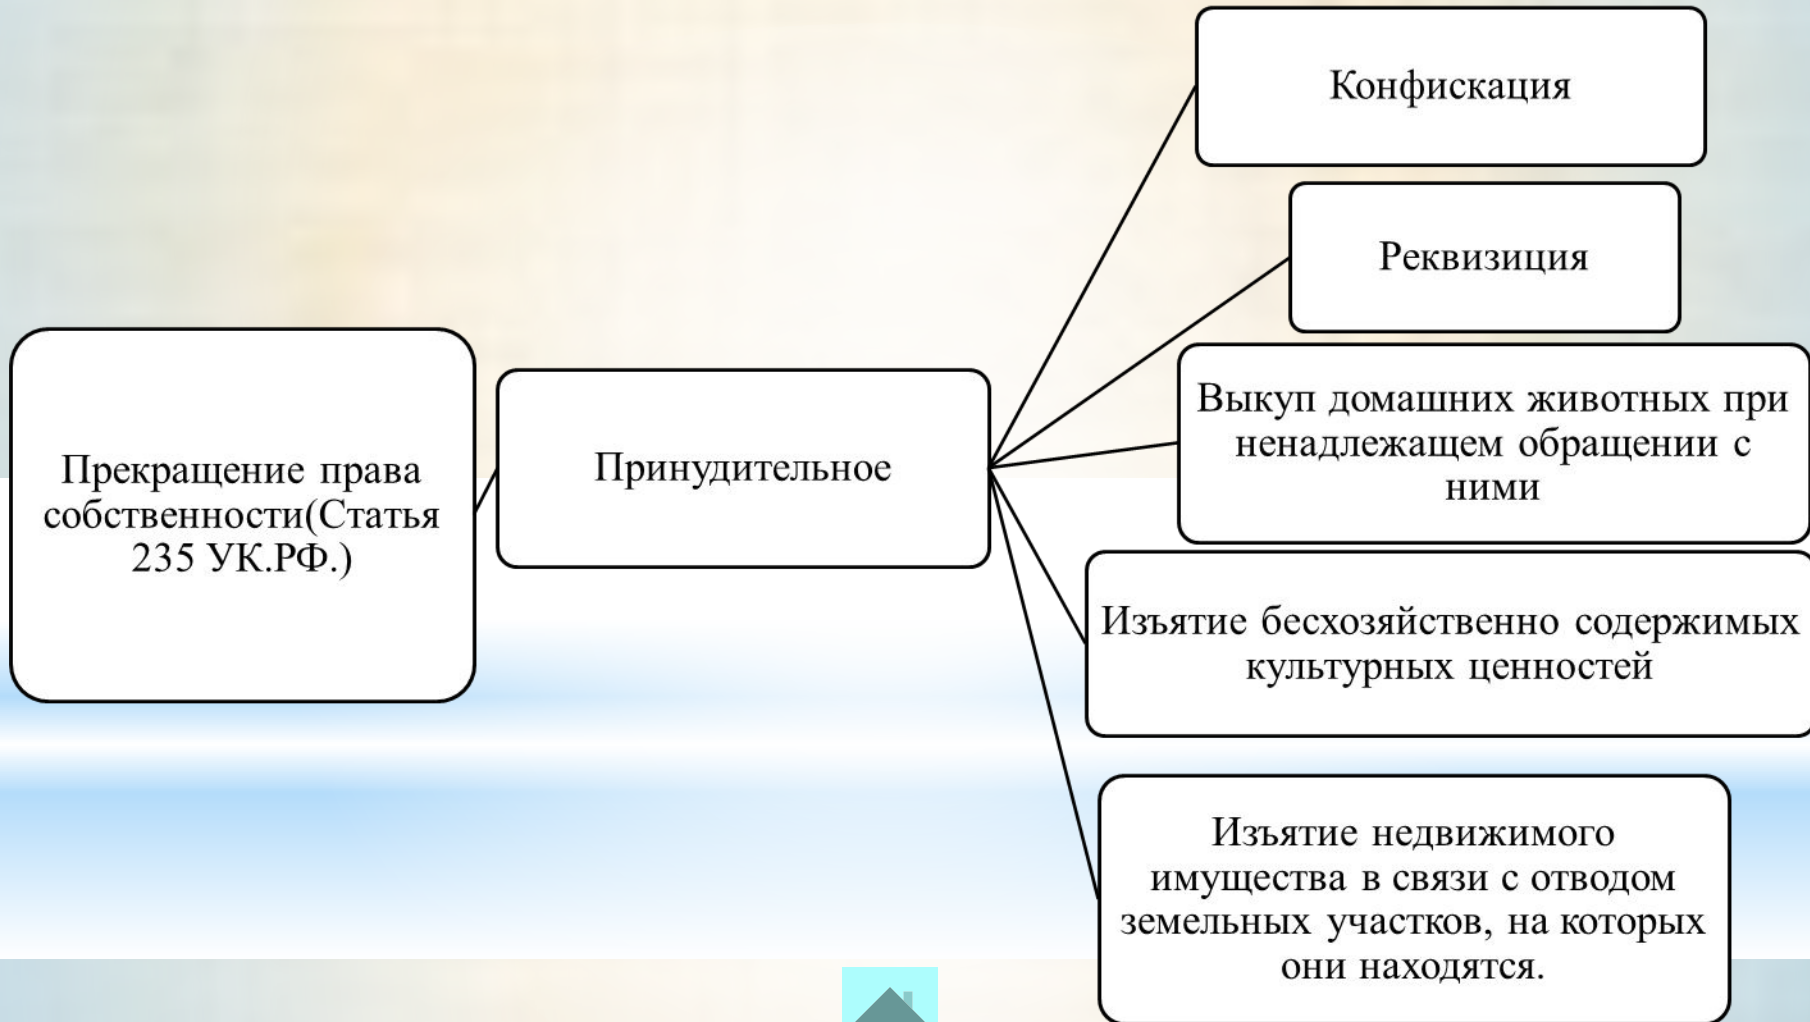 Прекращение права
собственности(Статья
235 УК.РФ.)
Принудительное
Конфискация
Реквизиция
Выкуп домашних животных при
ненадлежащем обращении с
ними
Изъятие бесхозяйственно содержимых
культурных ценностей
Изъятие недвижимого
имущества в связи с отводом
земельных участков, на которых
они находятся.